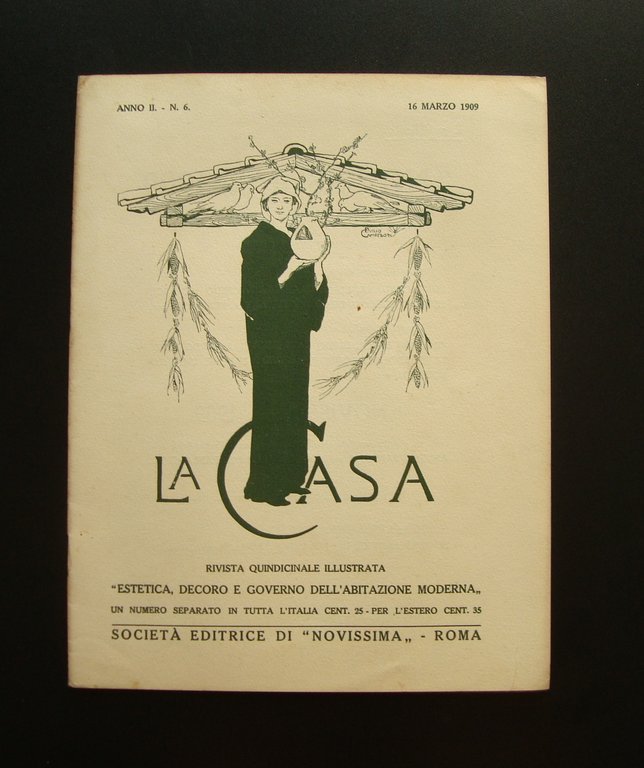 ANNO II. - N. 6.
16 MARZO 1909
LA CASA
RIVISTA QUINDICINALE ILLUSTRATA
"ESTETICA, DECORO E GOVERNO DELL'ABITAZIONE MODERNA„
UN NUMERO SEPARATO IN TUTTA L'ITALIA CENT. 25 - PER L'ESTERO CENT. 35
SOCIETÀ EDITRICE DI "NOVISSIMA„ - ROMA